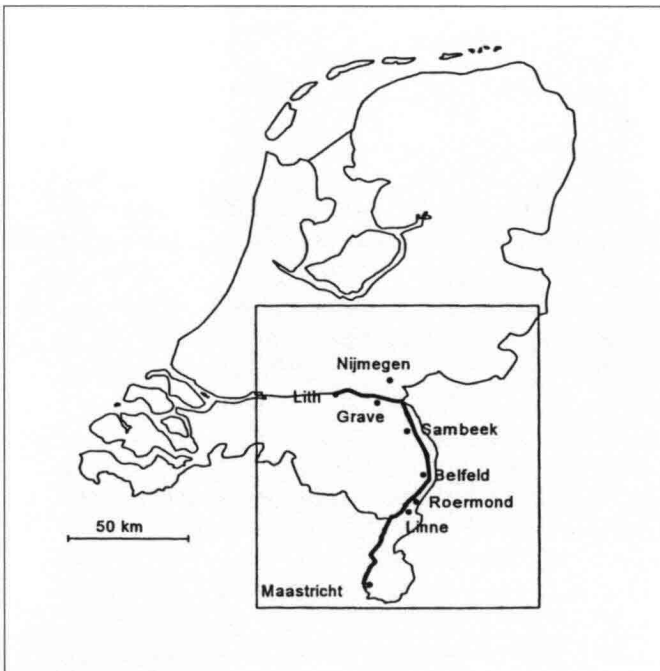 Nijmegen
Lith
Grave
Sambeek
Belfeld
Roermond
50 km
Linne
Maastricht